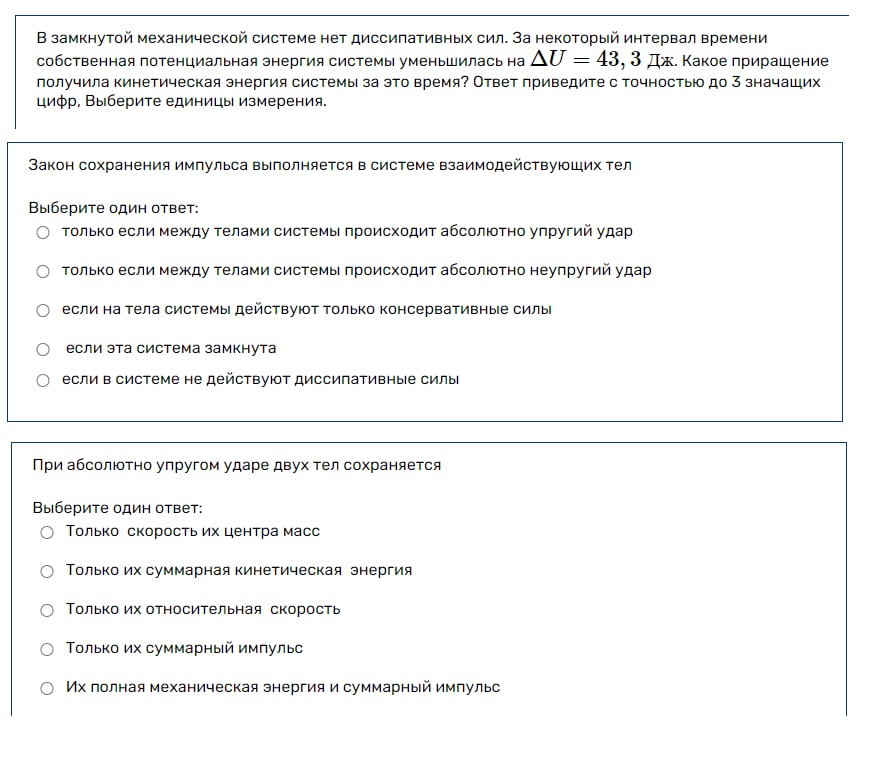 В замкнутой механической системе нет диссипативных сил. За некоторый интервал времени
собственная потенциальная энергия системы уменьшилась на ΔU = 43, 3 Дж. Какое приращение
получила кинетическая энергия системы за это время? Ответ приведите с точностью до 3 значащих
цифр, Выберите единицы измерения.
Закон сохранения импульса выполняется в системе взаимодействующих тел
Выберите один ответ:
только если между телами системы происходит абсолютно упругий удар
только если между телами системы происходит абсолютно неупругий удар
если на тела системы действуют только консервативные силы
если эта система замкнута
если в системе не действуют диссипативные силы
При абсолютно упругом ударе двух тел сохраняется
Выберите один ответ:
Только скорость их центра масс
Только их суммарная кинетическая энергия
Только их относительная скорость
Только их суммарный импульс
Их полная механическая энергия и суммарный импульс